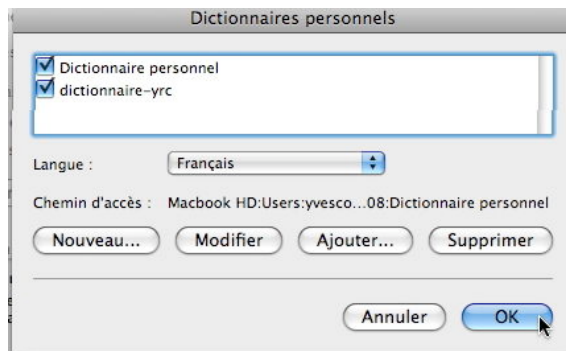 Dictionnaires personnels
Dictionnaire personnel
dictionnaire-yrc
Langue : Français
Chemin d'accès : Macbook HD:Users:yvesco...08:Dictionnaire personnel
Nouveau... Modifier Ajouter... Supprimer
Annuler OK